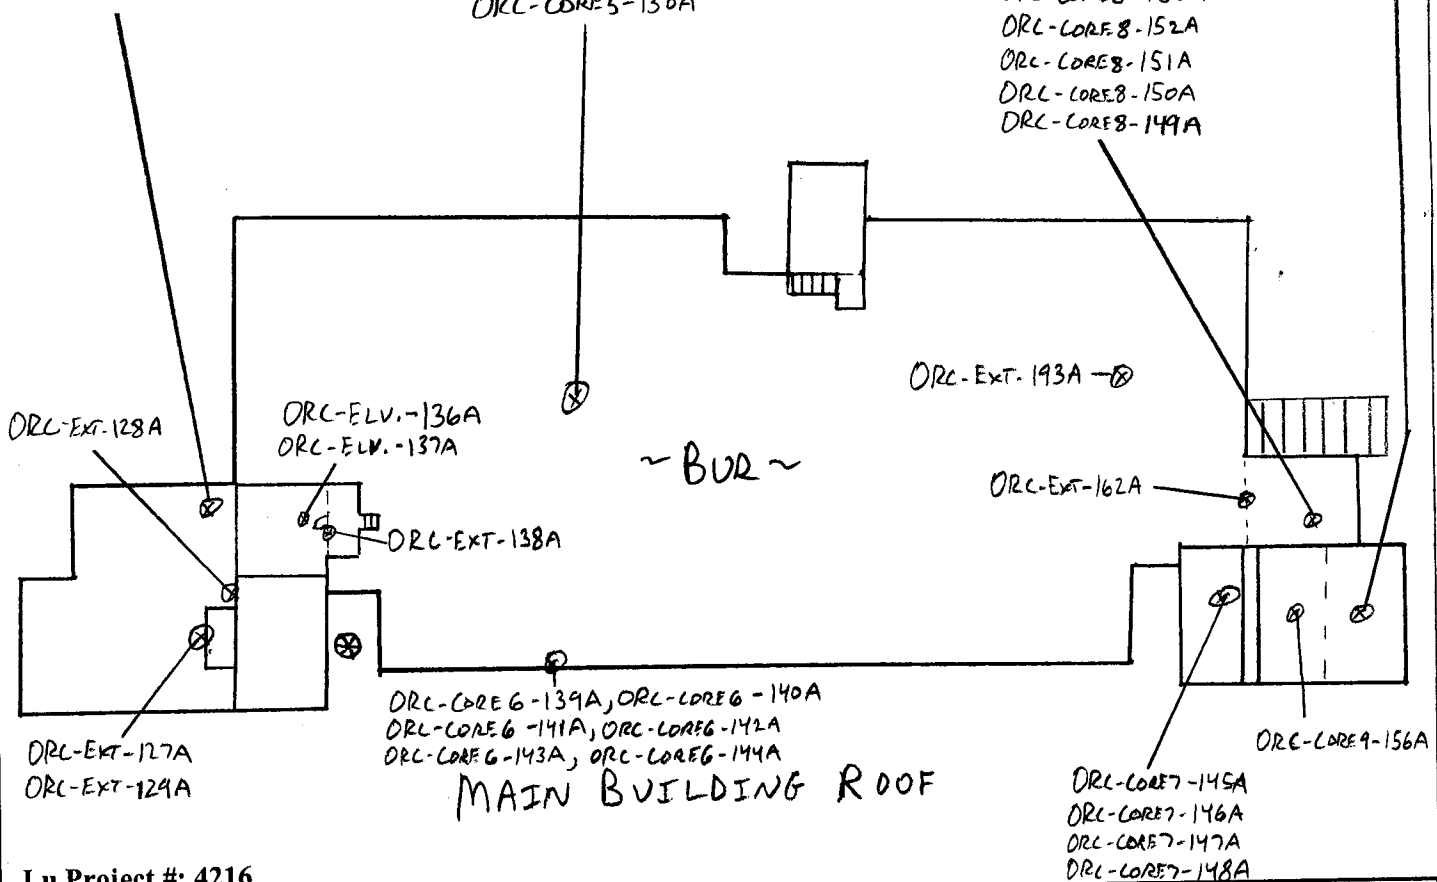 ORC-CORE5-130A
ORC-CORE8-152A
ORC-CORE8-151A
ORC-CORE8-150A
ORC-CORE8-149A
ORC-EXT-193A
ORC-EXT-128A
ORC-ELV.-136A
ORC-ELV.-137A
~BUR~
ORC-EXT-162A
ORC-EXT-138A
ORC-CORE6-139A, ORC-CORE6-140A
ORC-CORE6-141A, ORC-CORE6-142A
ORC-CORE6-143A, ORC-CORE6-144A
ORC-EXT-127A
ORC-EXT-129A
MAIN BUILDING ROOF
ORC-CORE9-156A
ORC-CORE7-145A
ORC-CORE7-146A
ORC-CORE7-147A
ORC-CORE7-148A
Project #: 4216